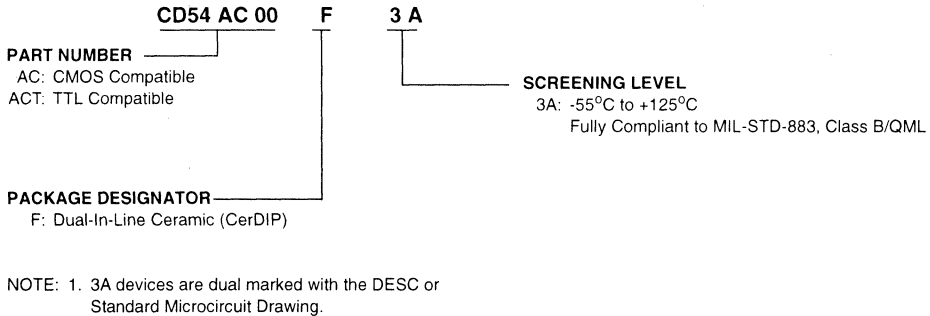 CD54 AC 00 F 3 A
PART NUMBER
AC: CMOS Compatible
ACT: TTL Compatible
SCREENING LEVEL
3A: -55°C to +125°C
Fully Compliant to MIL-STD-883, Class B/QML
PACKAGE DESIGNATOR
F: Dual-In-Line Ceramic (CerDIP)
NOTE: 1. 3A devices are dual marked with the DESC or
Standard Microcircuit Drawing.